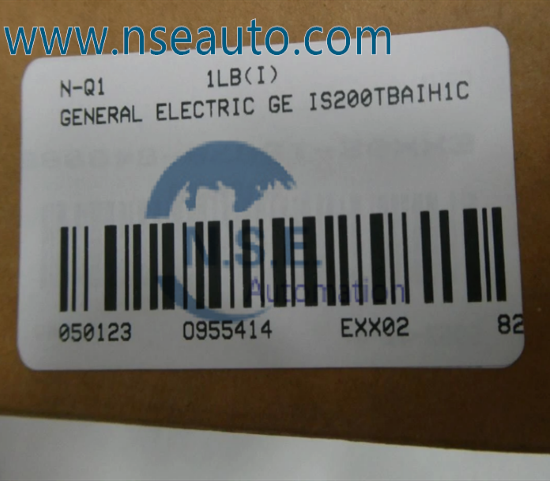 www.nseauto.com
N-Q1 1LB(I)
GENERAL ELECTRIC GE IS200TBAIH1C
N.S.E.
Automation
050123 0955414 EXX02 82